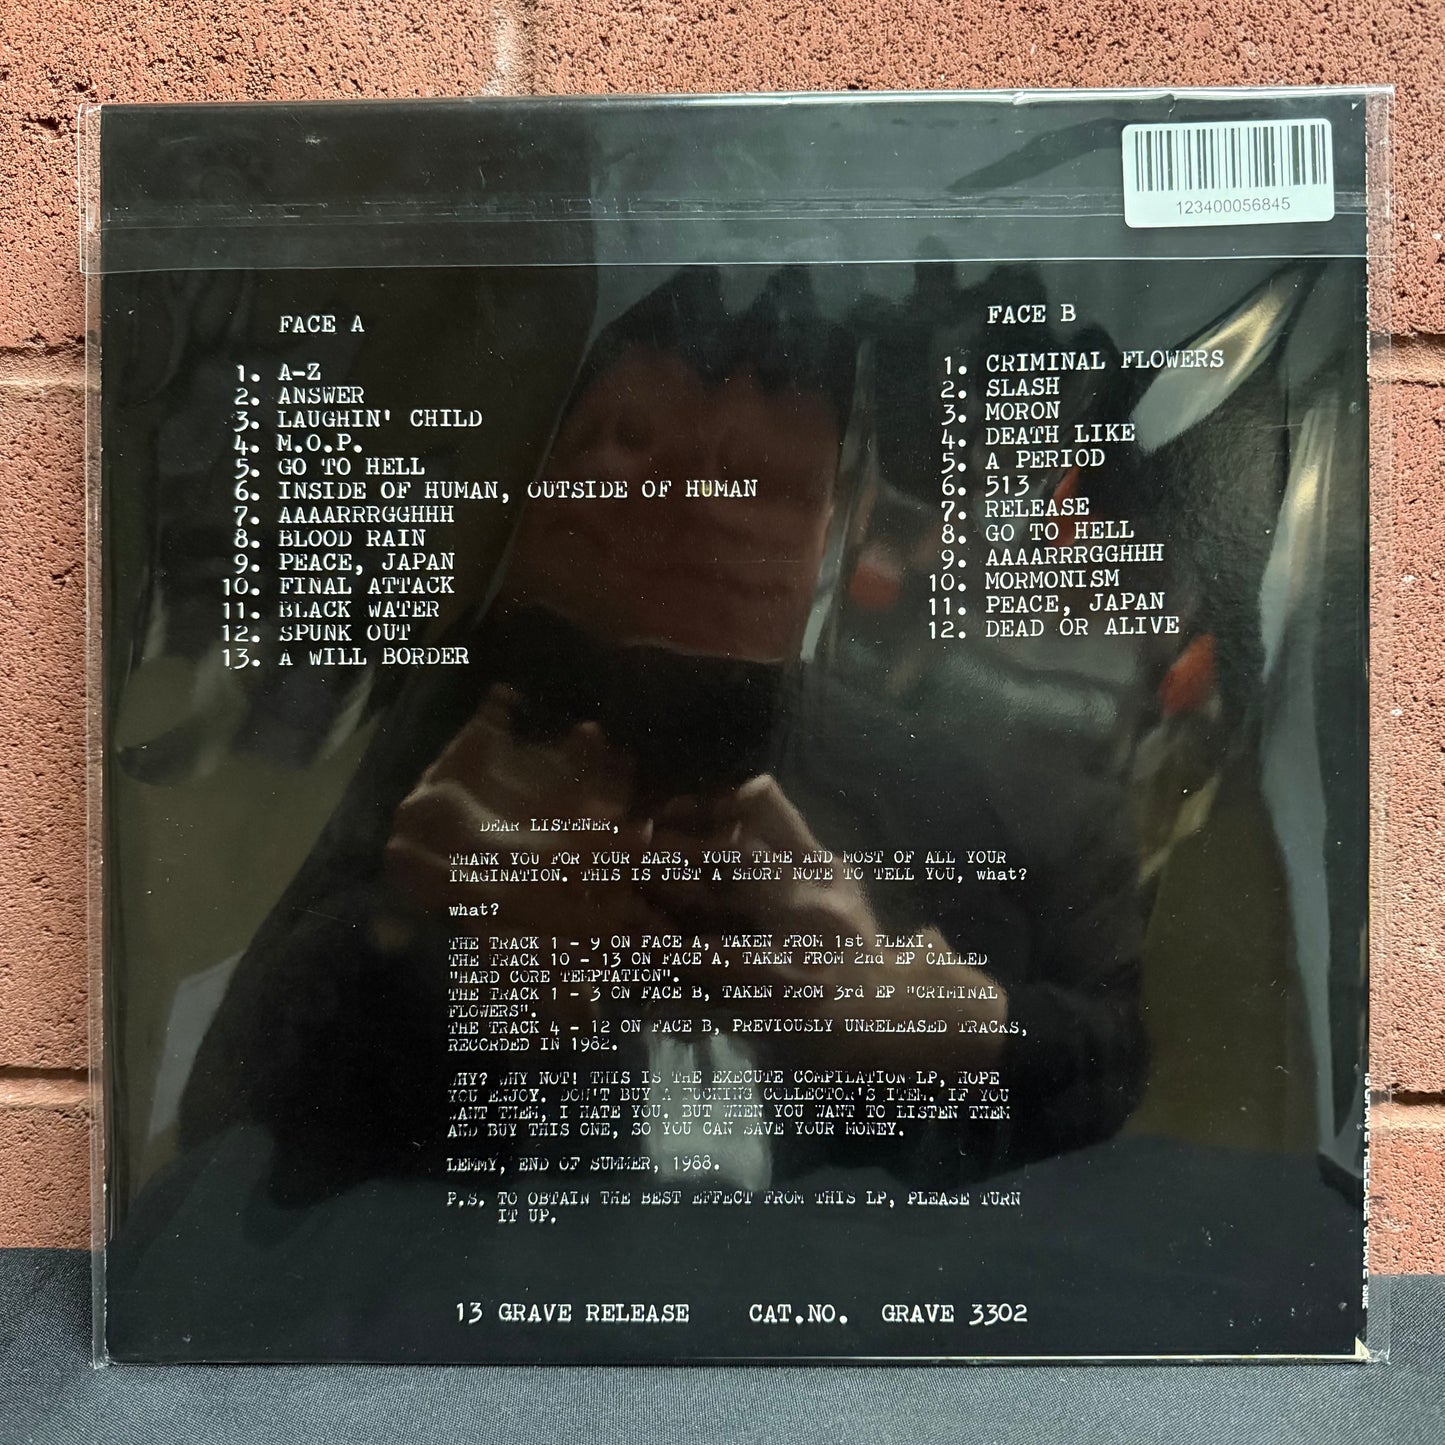 123400056845
FACE A
1. A-Z
2. ANSWER
3. LAUGHIN' CHILD
4. M.O.P.
5. GO TO HELL
6. INSIDE OF HUMAN, OUTSIDE OF HUMAN
7. AAAARRRGGHHH
8. BLOOD RAIN
9. PEACE, JAPAN
10. FINAL ATTACK
11. BLACK WATER
12. SPUNK OUT
13. A WILL BORDER
FACE B
1. CRIMINAL FLOWERS
2. SLASH
3. MORON
4. DEATH LIKE
5. A PERIOD
6. 513
7. RELEASE
8. GO TO HELL
9. AAAARRRGGHHH
10. MORMONISM
11. PEACE, JAPAN
12. DEAD OR ALIVE
DEAR LISTENER,
THANK YOU FOR YOUR EARS, YOUR TIME AND MOST OF ALL YOUR
IMAGINATION. THIS IS JUST A SHORT NOTE TO TELL YOU, what?
what?
THE TRACK 1 - 9 ON FACE A, TAKEN FROM 1st FLEXI.
THE TRACK 10 - 13 ON FACE A, TAKEN FROM 2nd EP CALLED
"HARD CORE TEMPTATION".
THE TRACK 1 - 3 ON FACE B, TAKEN FROM 3rd EP "CRIMINAL
FLOWERS".
THE TRACK 4 - 12 ON FACE B, PREVIOUSLY UNRELEASED TRACKS,
RECORDED IN 1982.
WHY? WHY NOT! THIS IS THE EXECUTE COMPILATION LP, HOPE
YOU ENJOY. DON'T BUY A FUCKING COLLECTOR'S ITEM. IF YOU
WANT THEM, I HATE YOU. BUT WHEN YOU WANT TO LISTEN THEM
AND BUY THIS ONE, SO YOU CAN SAVE YOUR MONEY.
LEMMY, END OF SUMMER, 1988.
P.S. TO OBTAIN THE BEST EFFECT FROM THIS LP, PLEASE TURN
IT UP.
13 GRAVE RELEASE CAT.NO. GRAVE 3302